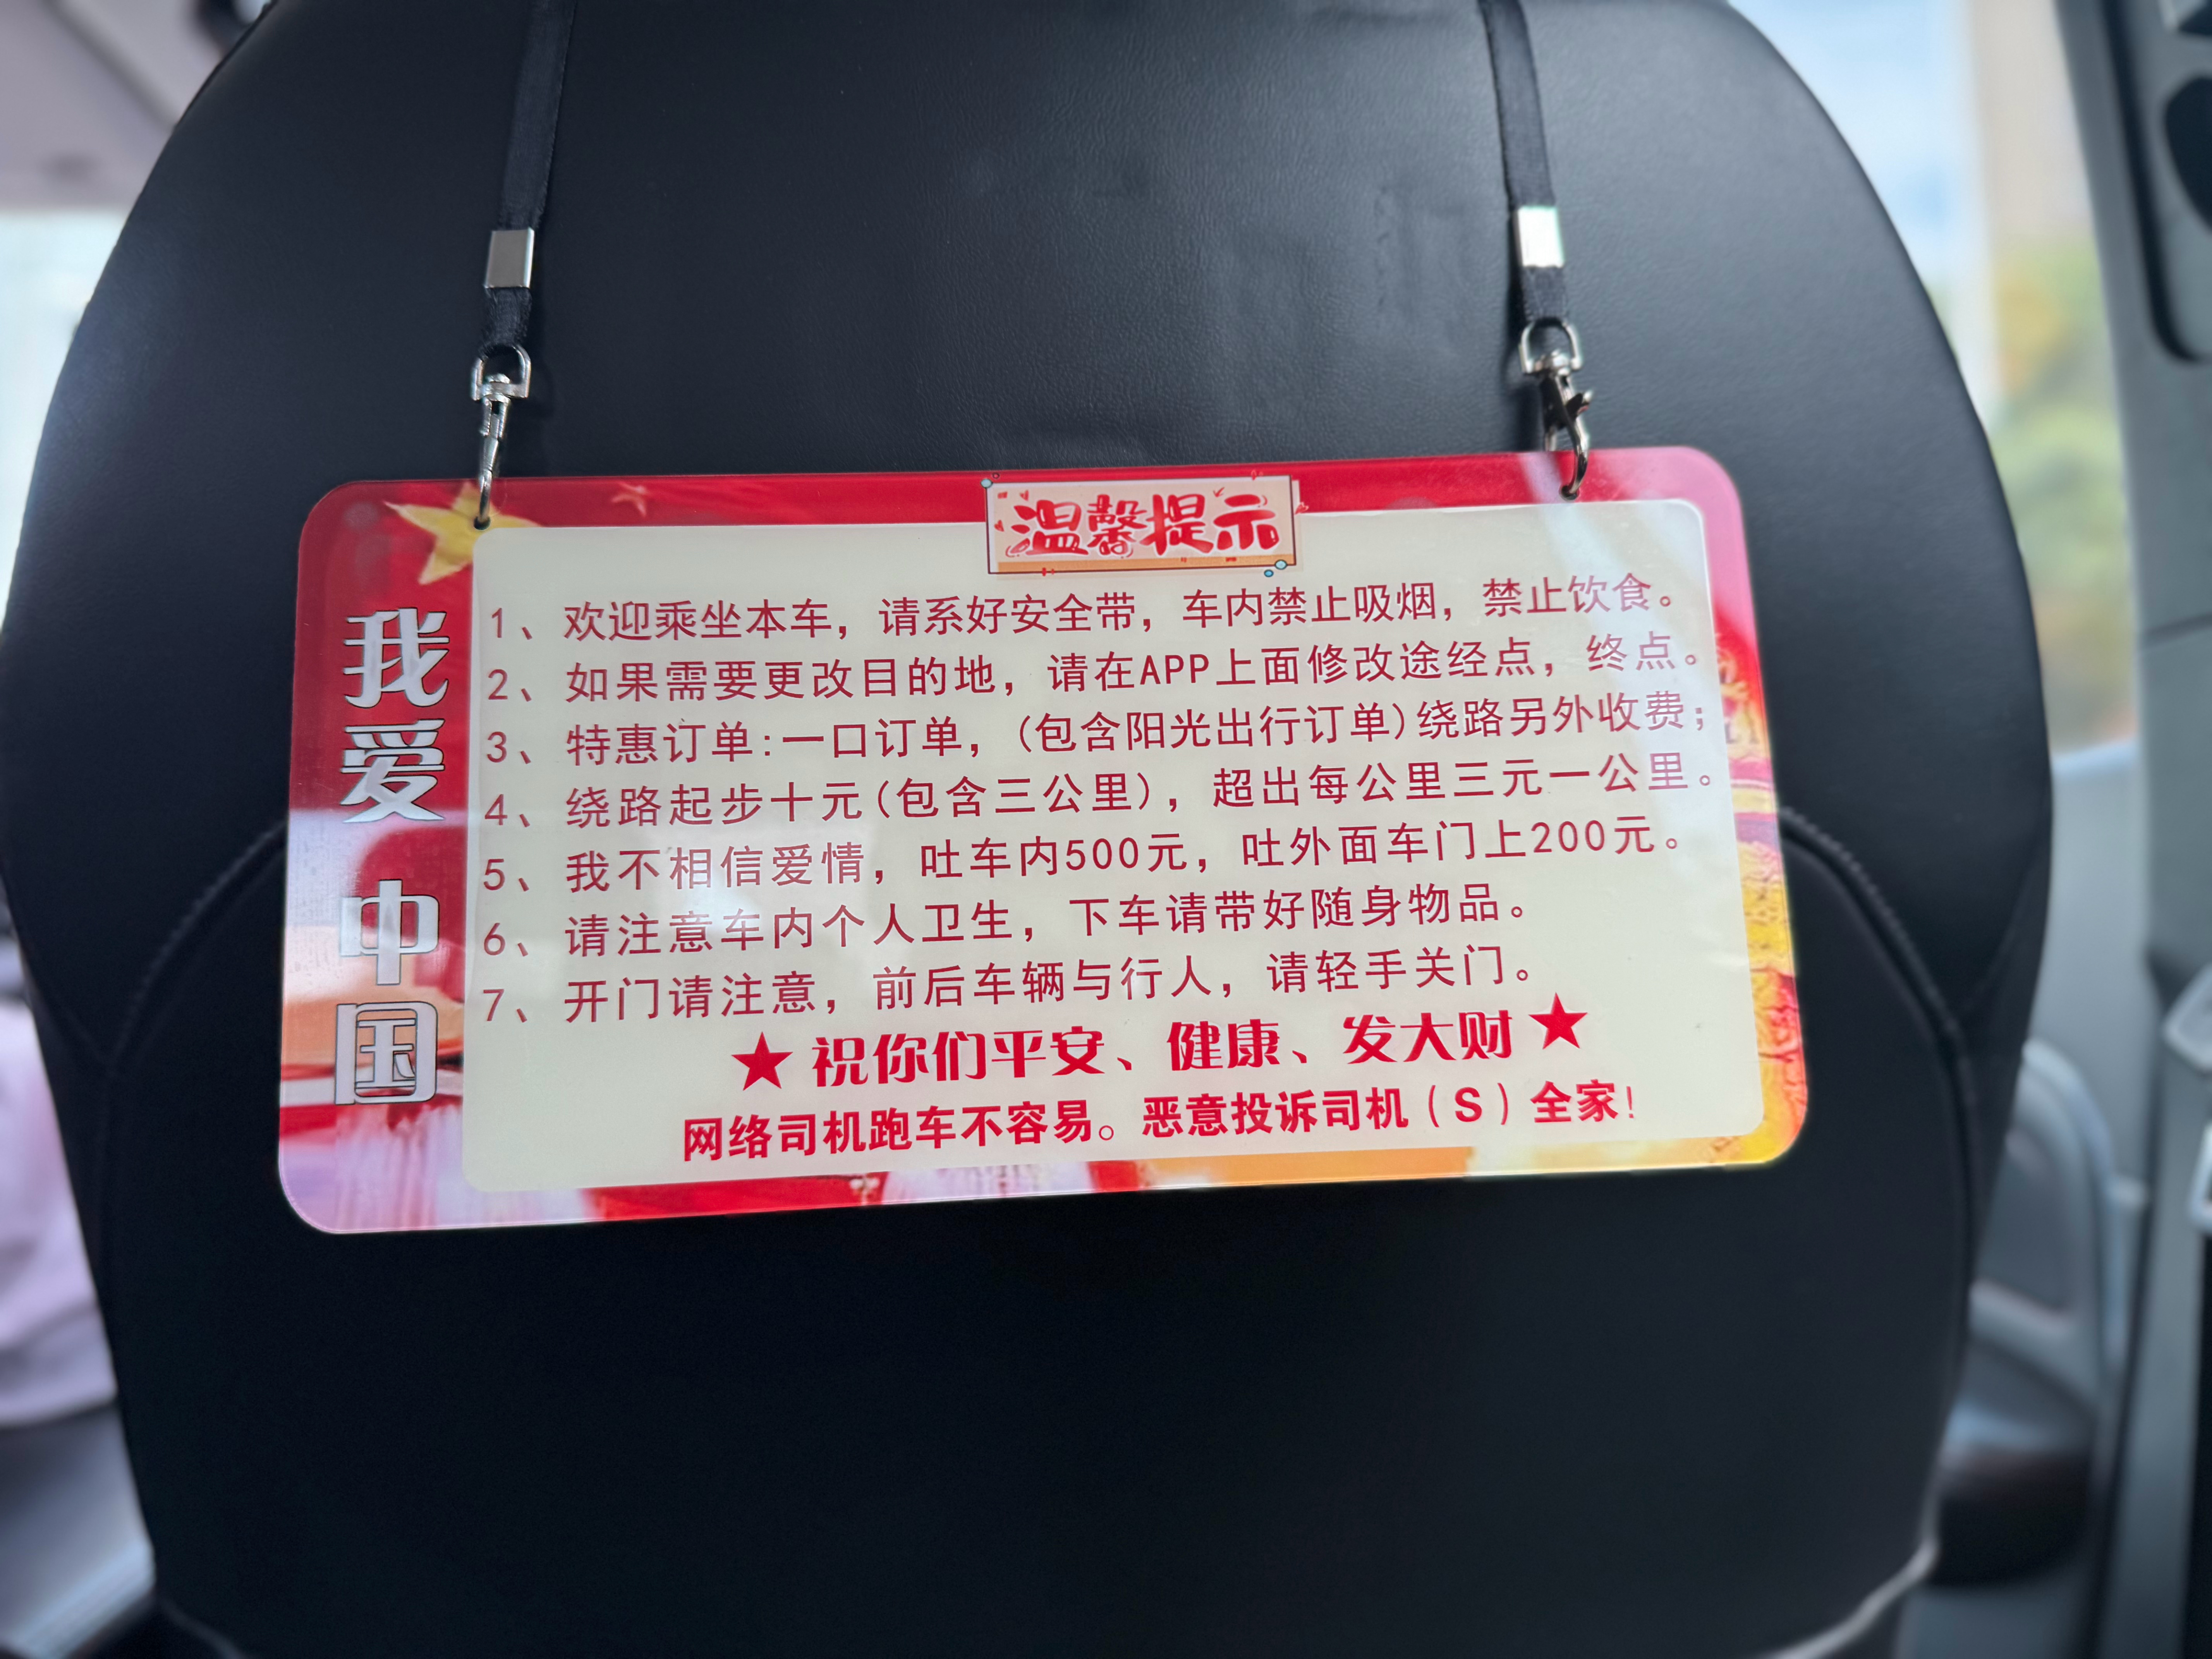 温馨提示
我爱中国
1、欢迎乘坐本车，请系好安全带，车内禁止吸烟，禁止饮食。
2、如果需要更改目的地，请在APP上面修改途经点，终点。
3、特惠订单:一口订单，(包含阳光出行订单)绕路另外收费；
4、绕路起步十元(包含三公里)，超出每公里三元一公里。
5、我不相信爱情，吐车内500元，吐外面车门上200元。
6、请注意车内个人卫生，下车请带好随身物品。
7、开门请注意，前后车辆与行人，请轻手关门。
★祝你们平安、健康、发大财★
网络司机跑车不容易。恶意投诉司机（S）全家！